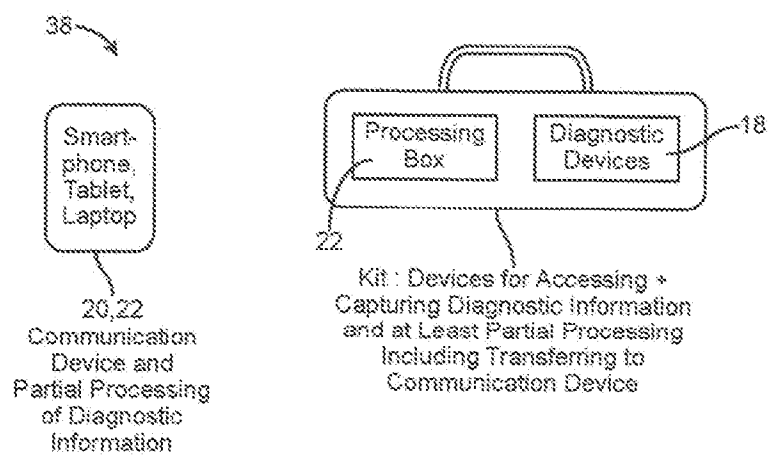 38
Smart-
phone,
Tablet,
Laptop
20,22
Communication
Device and
Partial Processing
of Diagnostic
Information
Processing
Box
22
Diagnostic
Devices
18
Kit : Devices for Accessing +
Capturing Diagnostic Information
and at Least Partial Processing
Including Transferring to
Communication Device